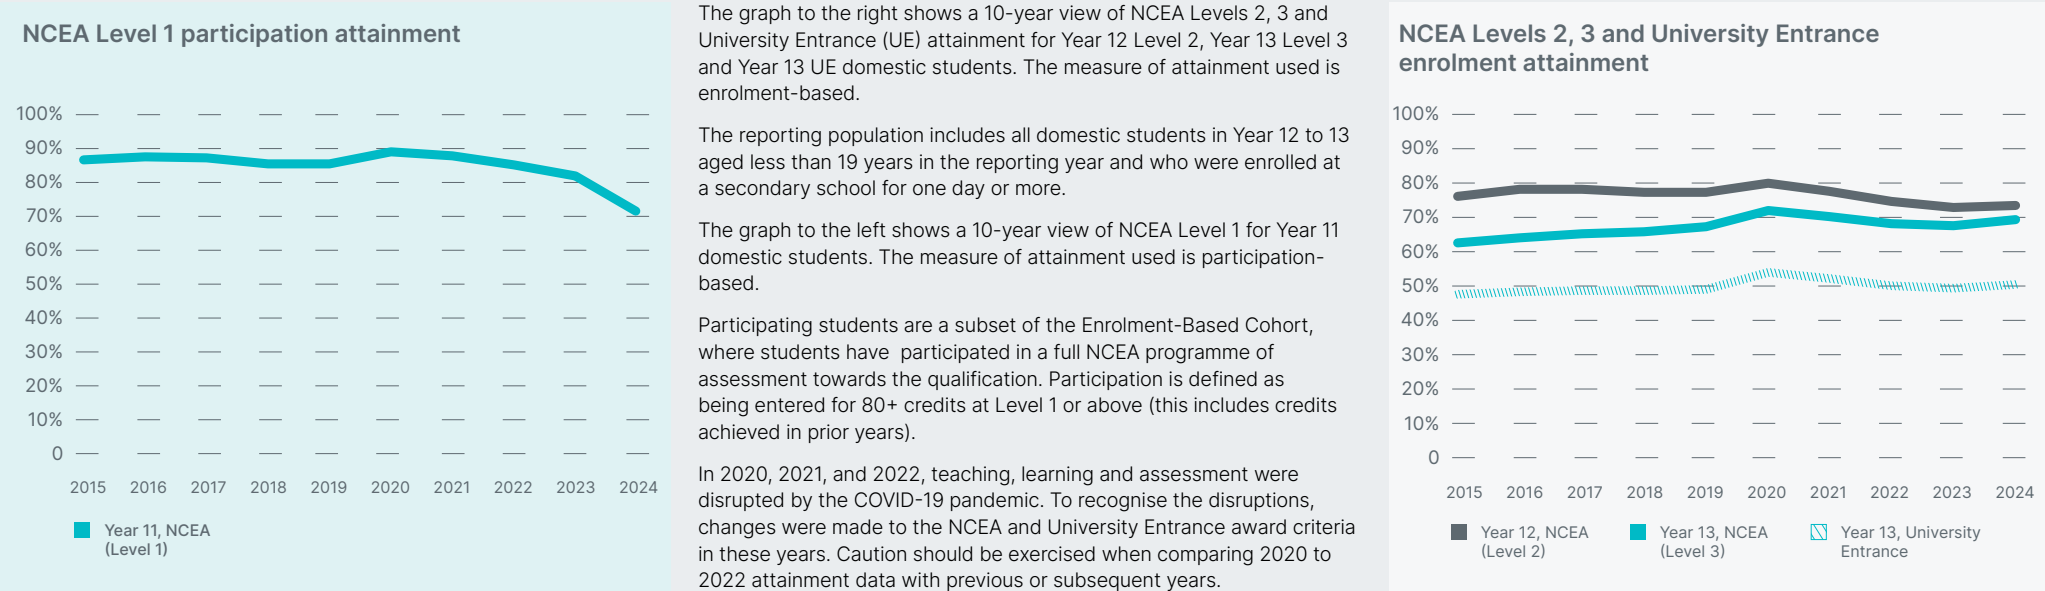 NCEA Level 1 participation attainment
100%
90%
80%
70%
60%
50%
40%
30%
20%
10%
0
2015 2016 2017 2018 2019 2020 2021 2022 2023 2024
Year 11, NCEA
(Level 1)
The graph to the right shows a 10-year view of NCEA Levels 2, 3 and
University Entrance (UE) attainment for Year 12 Level 2, Year 13 Level 3
and Year 13 UE domestic students. The measure of attainment used is
enrolment-based.
The reporting population includes all domestic students in Year 12 to 13
aged less than 19 years in the reporting year and who were enrolled at
a secondary school for one day or more.
The graph to the left shows a 10-year view of NCEA Level 1 for Year 11
domestic students. The measure of attainment used is participation-
based.
Participating students are a subset of the Enrolment-Based Cohort,
where students have  participated in a full NCEA programme of
assessment towards the qualification. Participation is defined as
being entered for 80+ credits at Level 1 or above (this includes credits
achieved in prior years).
In 2020, 2021, and 2022, teaching, learning and assessment were
disrupted by the COVID-19 pandemic. To recognise the disruptions,
changes were made to the NCEA and University Entrance award criteria
in these years. Caution should be exercised when comparing 2020 to
2022 attainment data with previous or subsequent years.
NCEA Levels 2, 3 and University Entrance
enrolment attainment
100%
90%
80%
70%
60%
50%
40%
30%
20%
10%
0
2015 2016 2017 2018 2019 2020 2021 2022 2023 2024
Year 12, NCEA
(Level 2)
Year 13, NCEA
(Level 3)
Year 13, University
Entrance